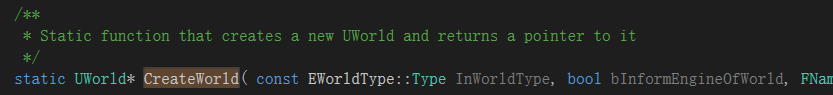 /**
* Static function that creates a new UWorld and returns a pointer to it
*/
static UWorld* CreateWorld( const EWorldType::Type InWorldType, bool bInformEngineOfWorld, FNam